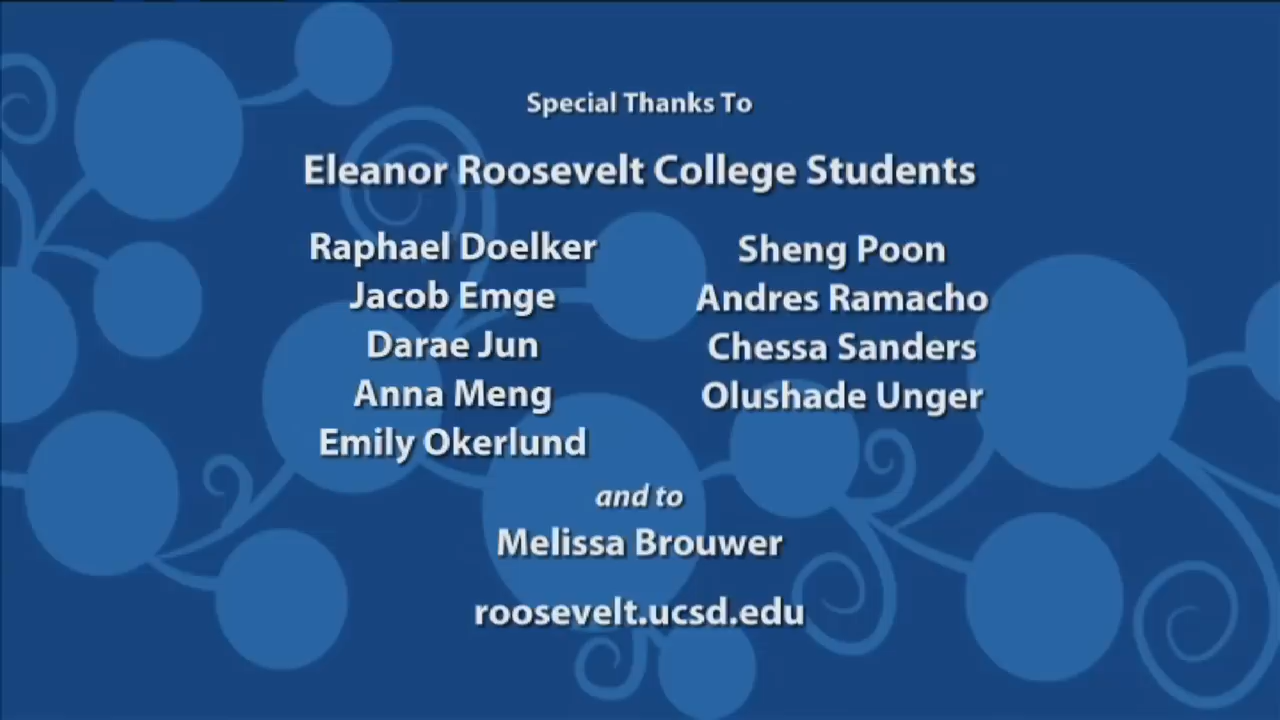 Special Thanks To
Eleanor Roosevelt College Students
Raphael Doelker
Jacob Emge
Darae Jun
Anna Meng
Emily Okerlund
Sheng Poon
Andres Ramacho
Chessa Sanders
Olushade Unger
and to
Melissa Brouwer
roosevelt.ucsd.edu